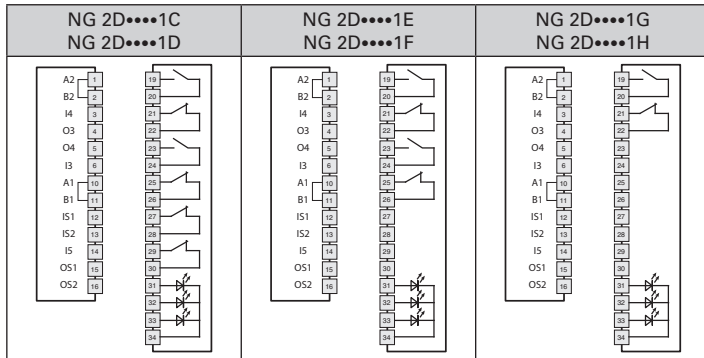 NG 2D••••1C
NG 2D••••1D
NG 2D••••1E
NG 2D••••1F
NG 2D••••1G
NG 2D••••1H
A2 1 19
B2 2 20
I4 3 21
O3 4 22
O4 5 23
I3 6 24
A1 10 25
B1 11 26
IS1 12 27
IS2 13 28
I5 14 29
OS1 15 30
OS2 16 31
32
33
34
A2 1 19
B2 2 20
I4 3 21
O3 4 22
O4 5 23
I3 6 24
A1 10 25
B1 11 26
IS1 12 27
IS2 13 28
I5 14 29
OS1 15 30
OS2 16 31
32
33
34
A2 1 19
B2 2 20
I4 3 21
O3 4 22
O4 5 23
I3 6 24
A1 10 25
B1 11 26
IS1 12 27
IS2 13 28
I5 14 29
OS1 15 30
OS2 16 31
32
33
34